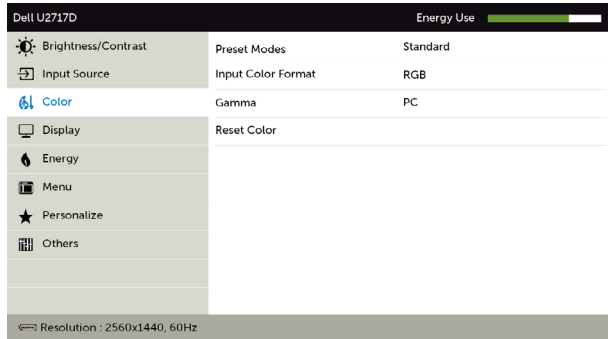 Dell U2717D Energy Use
Brightness/Contrast
Input Source
Color
Display
Energy
Menu
Personalize
Others
Preset Modes Standard
Input Color Format RGB
Gamma PC
Reset Color
Resolution : 2560x1440, 60Hz